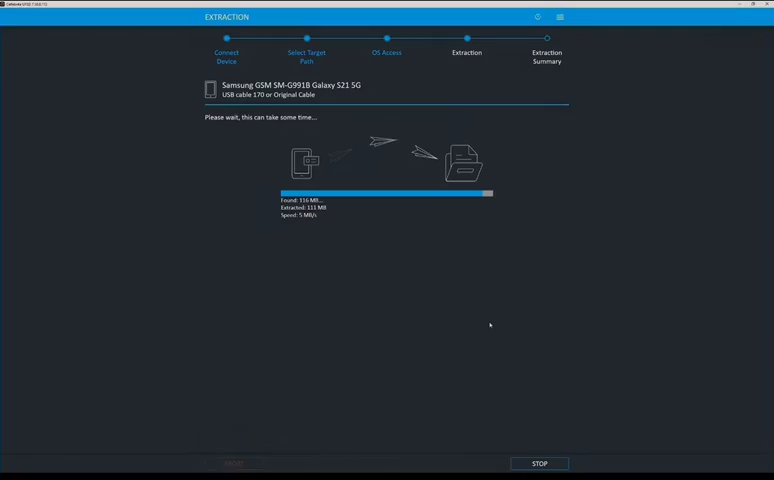 EXTRACTION
Connect Device
Select Target Path
OS Access
Extraction
Extraction Summary
Samsung GSM SM-G991B Galaxy S21 5G
USB cable 170 or Original Cable
Please wait, this can take some time...
Found: 116 MB...
Extracted: 111 MB
Speed: 5 MB/s
STOP